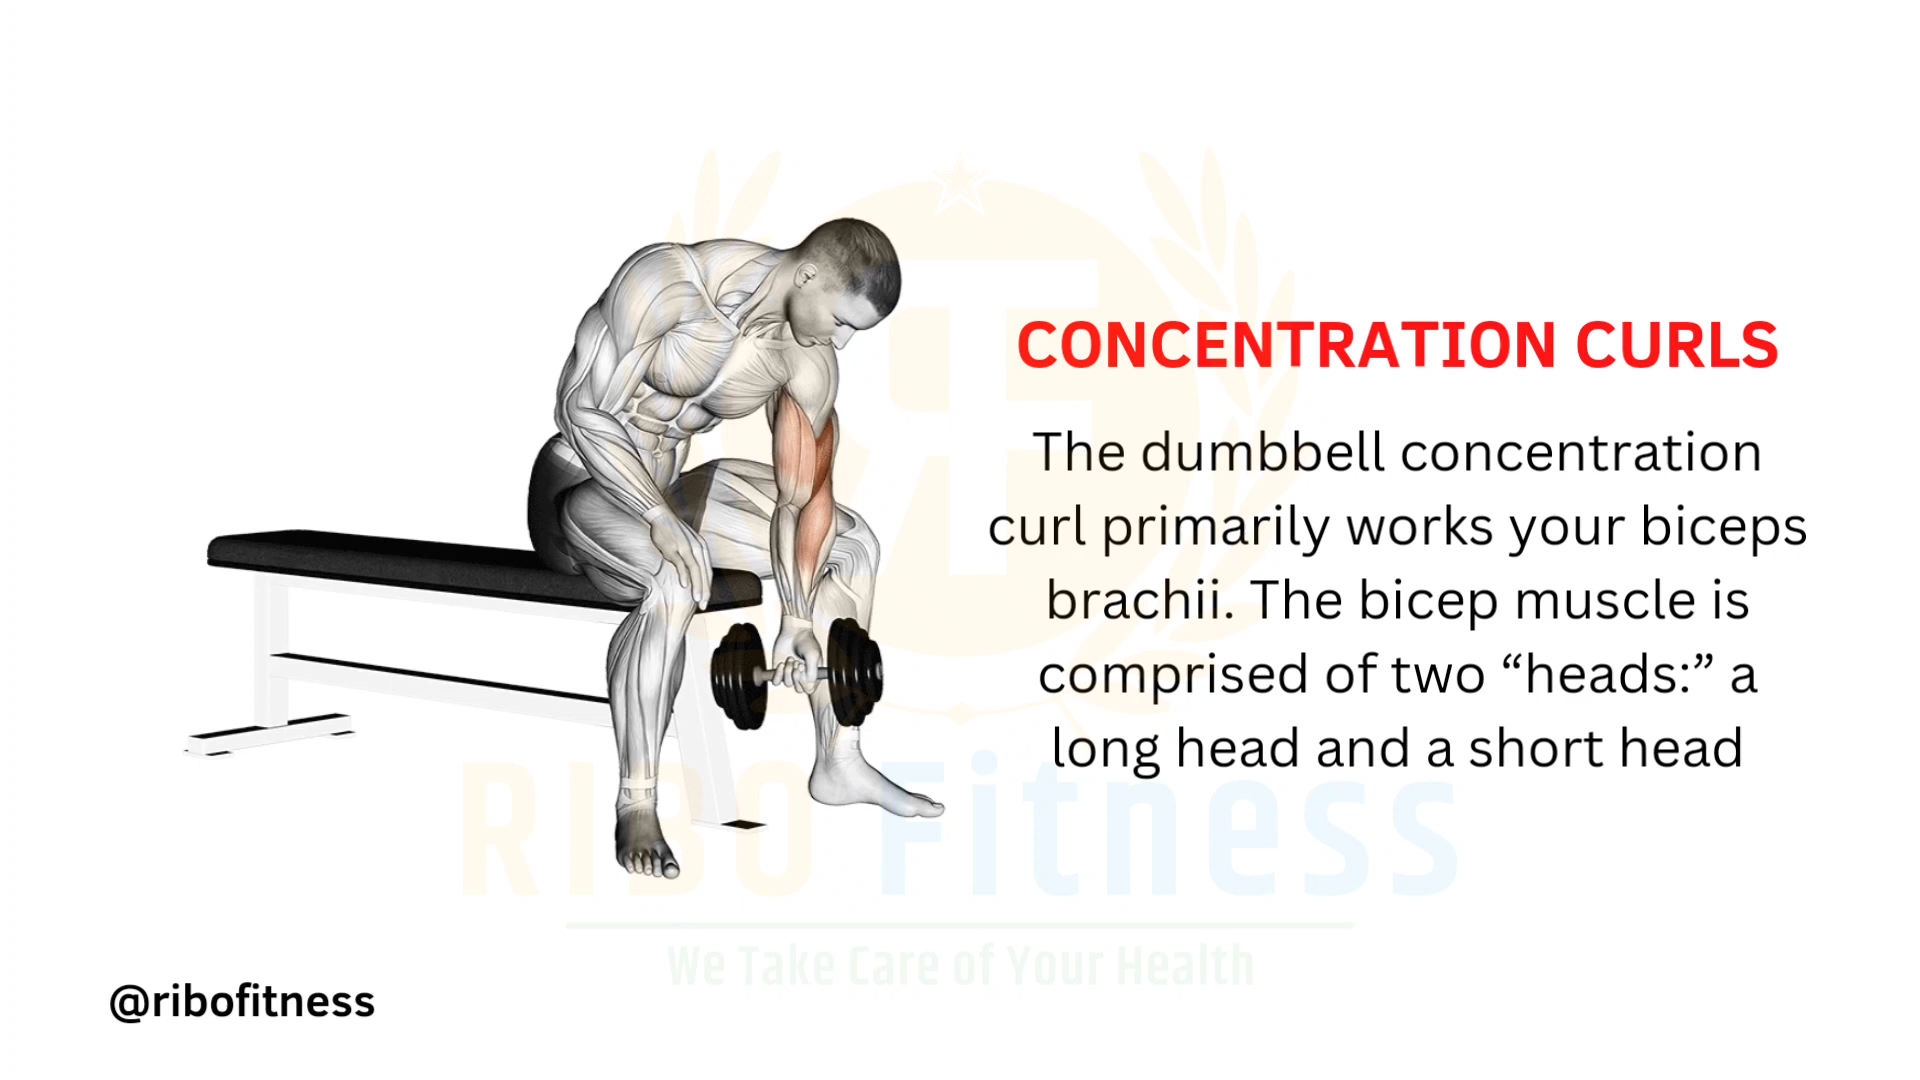 CONCENTRATION CURLS
The dumbbell concentration
curl primarily works your biceps
brachii. The bicep muscle is
comprised of two “heads:” a
long head and a short head
RIBO Fitness
We Take Care of Your Health
@ribofitness